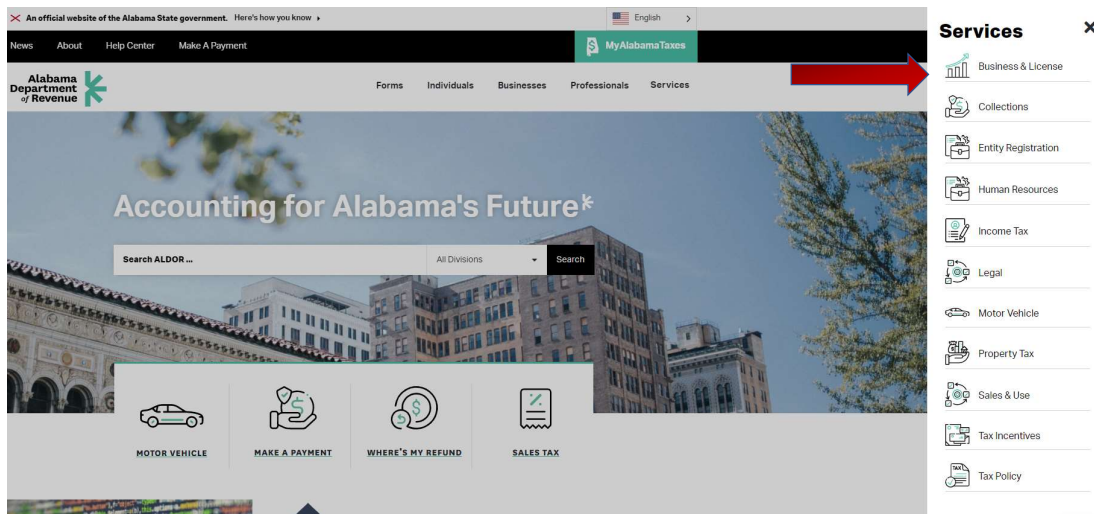 An official website of the Alabama State government. Here's how you know
English
News About Help Center Make A Payment
MyAlabamaTaxes
Alabama
Department
of Revenue
Forms Individuals Businesses Professionals Services
Accounting for Alabama's Future
Search ALDOR ...
All Divisions
Search
MOTOR VEHICLE
MAKE A PAYMENT
WHERE'S MY REFUND
SALES TAX
Services
Business & License
Collections
Entity Registration
Human Resources
Income Tax
Legal
Motor Vehicle
Property Tax
Sales & Use
Tax Incentives
Tax Policy